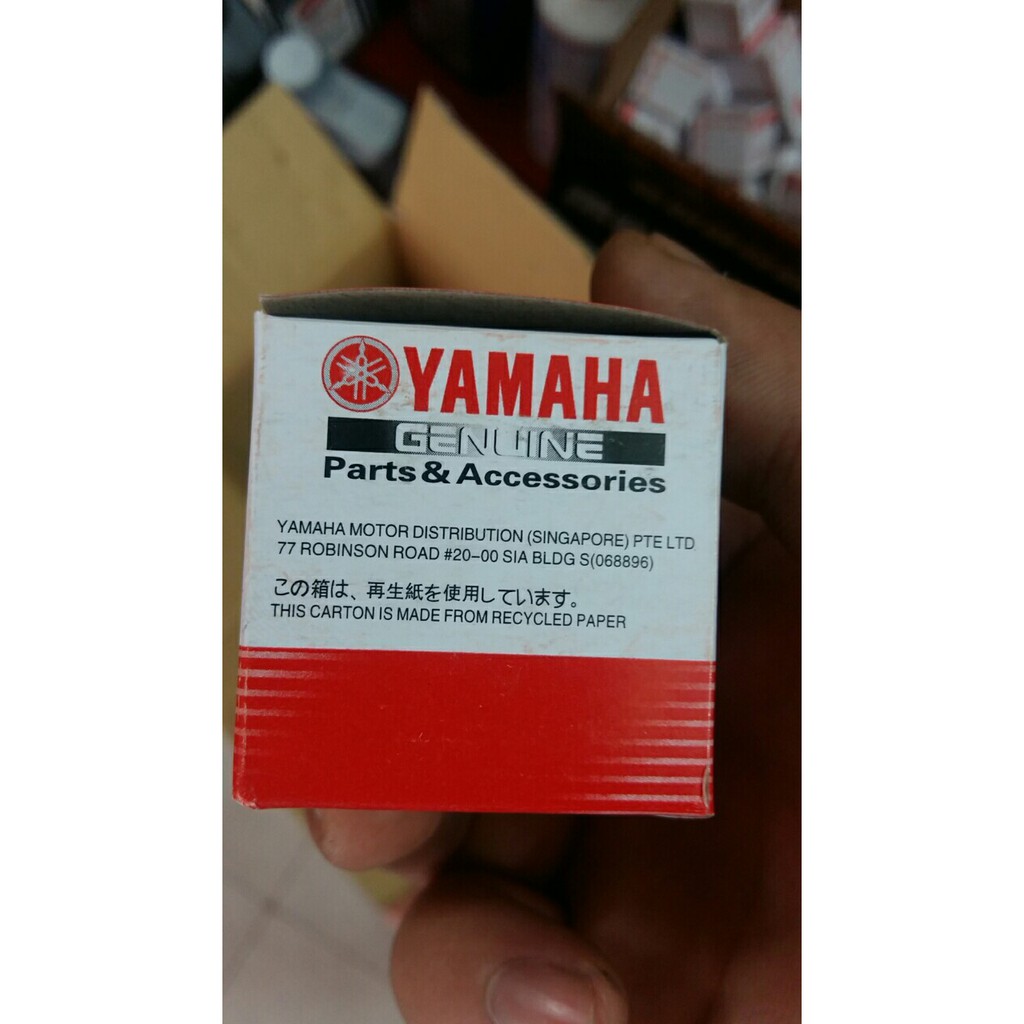 YAMAHA
GENUINE
Parts & Accessories
YAMAHA MOTOR DISTRIBUTION (SINGAPORE) PTE LTD
77 ROBINSON ROAD #20-00 SIA BLDG S(068896)
この箱は、再生紙を使用しています。
THIS CARTON IS MADE FROM RECYCLED PAPER